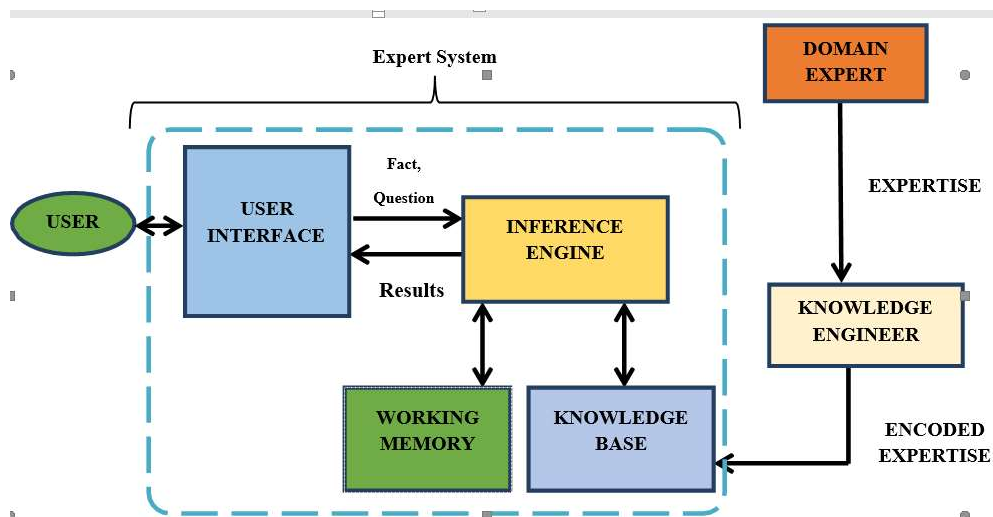 Expert System
DOMAIN
EXPERT
Fact,
Question
USER
USER
INTERFACE
INFERENCE
ENGINE
EXPERTISE
Results
KNOWLEDGE
ENGINEER
WORKING
MEMORY
KNOWLEDGE
BASE
ENCODED
EXPERTISE